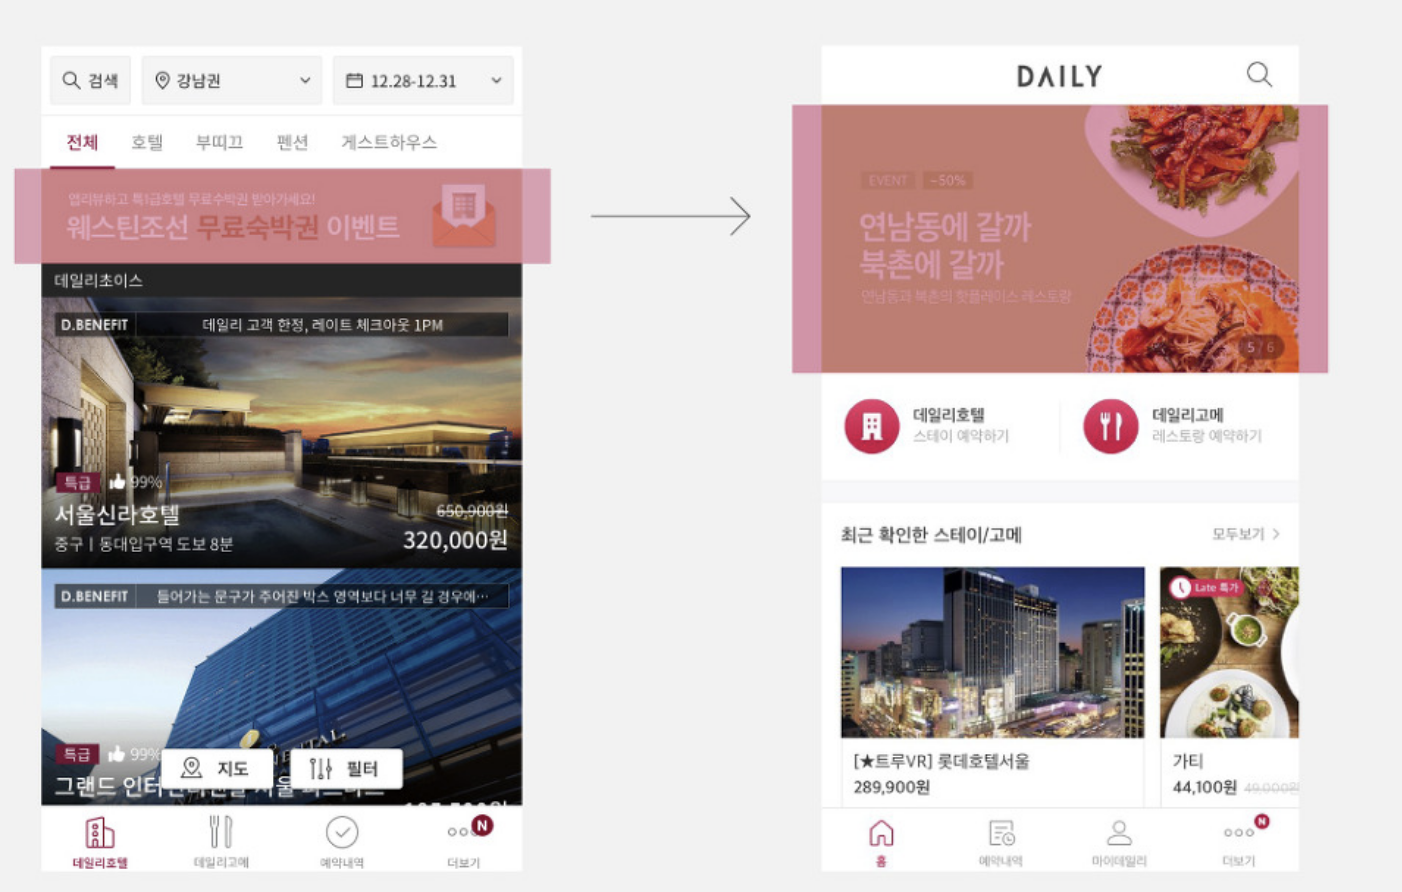 검색
강남권
12.28-12.31
전체 호텔 부띠끄 펜션 게스트하우스
앱리뷰하고 특1급호텔 무료수박권 받아가세요!
웨스틴조선 무료숙박권 이벤트
데일리초이스
D.BENEFIT 데일리 고객 한정, 레이트 체크아웃 1PM
특급 99%
서울신라호텔
650,900원
중구 | 동대입구역 도보 8분
320,000원
D.BENEFIT 들어가는 문구가 주어진 박스 영역보다 너무 길 경우에…
특급 99%
지도
필터
그랜드
데일리호텔 데일리고메 예약내역 더보기
N
DAILY
EVENT ~50%
연남동에 갈까
북촌에 갈까
연남동과 북촌의 핫플레이스 레스토랑
5 / 6
데일리호텔
스테이 예약하기
데일리고메
레스토랑 예약하기
최근 확인한 스테이/고메
모두보기
Late 특가
[★트루VR] 롯데호텔서울
289,900원
가티
44,100원 49,000원
홈 예약내역 마이데일리 더보기
N